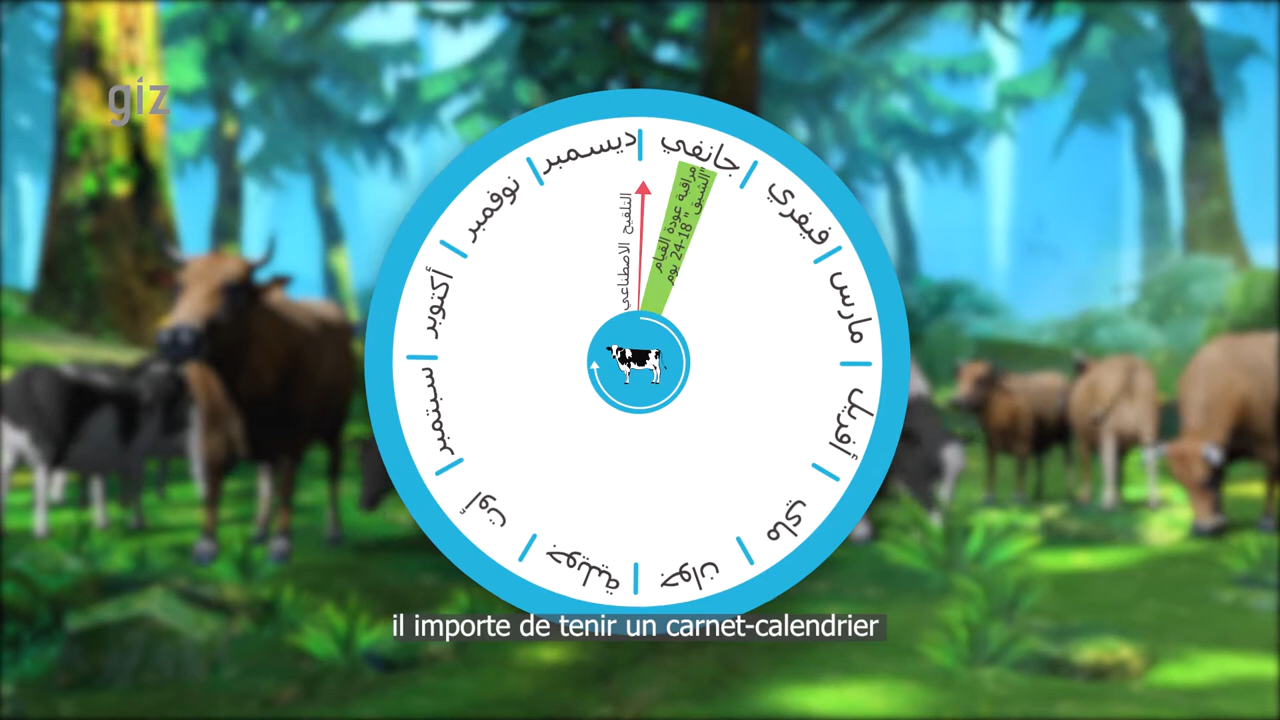 giz
جانفي
فيفري
مارس
أفريل
ماي
جوان
جويلية
أوت
سبتمبر
أكتوبر
نوفمبر
ديسمبر
التلقيح الاصطناعي
مراقبة عودة القيام
"الشبق" 18-24 يوم
il importe de tenir un carnet-calendrier